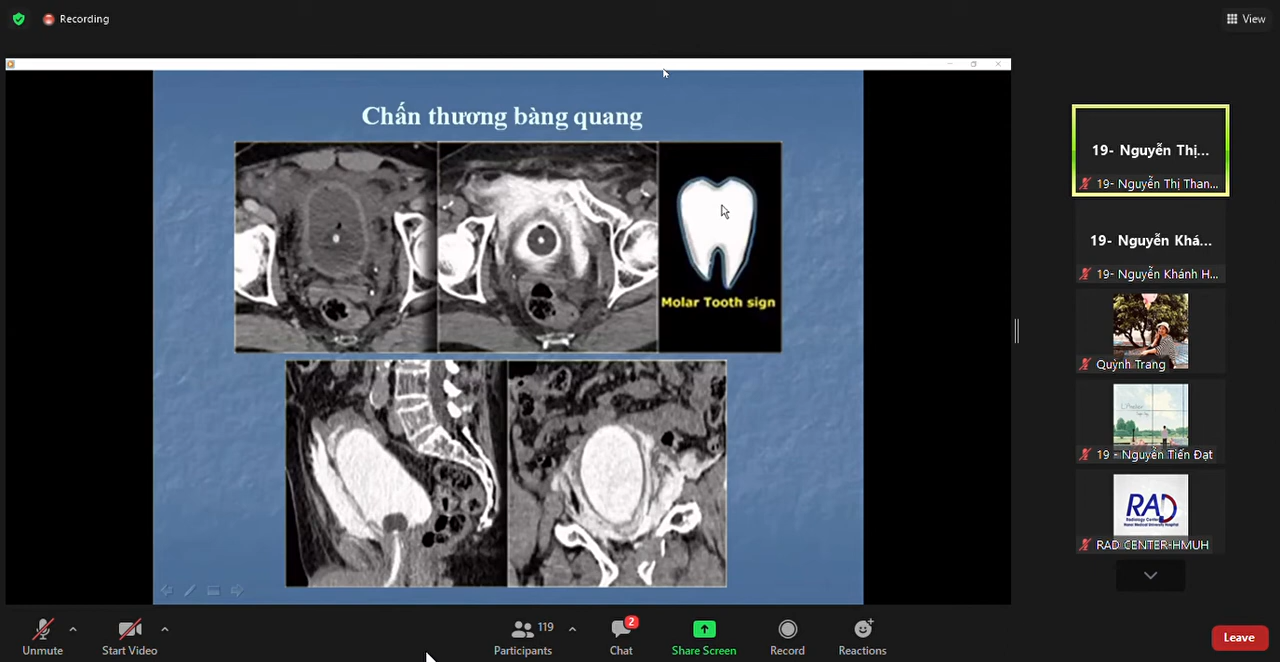 Recording
View
Chấn thương bàng quang
Molar Tooth sign
19- Nguyễn Thị...
19- Nguyễn Thị Than...
19- Nguyễn Khá...
19- Nguyễn Khánh H...
Quỳnh Trang
19 - Nguyễn Tiến Đạt
RAD
RAD CENTER-HMUH
Unmute
Start Video
119
Participants
2
Chat
Share Screen
Record
Reactions
Leave